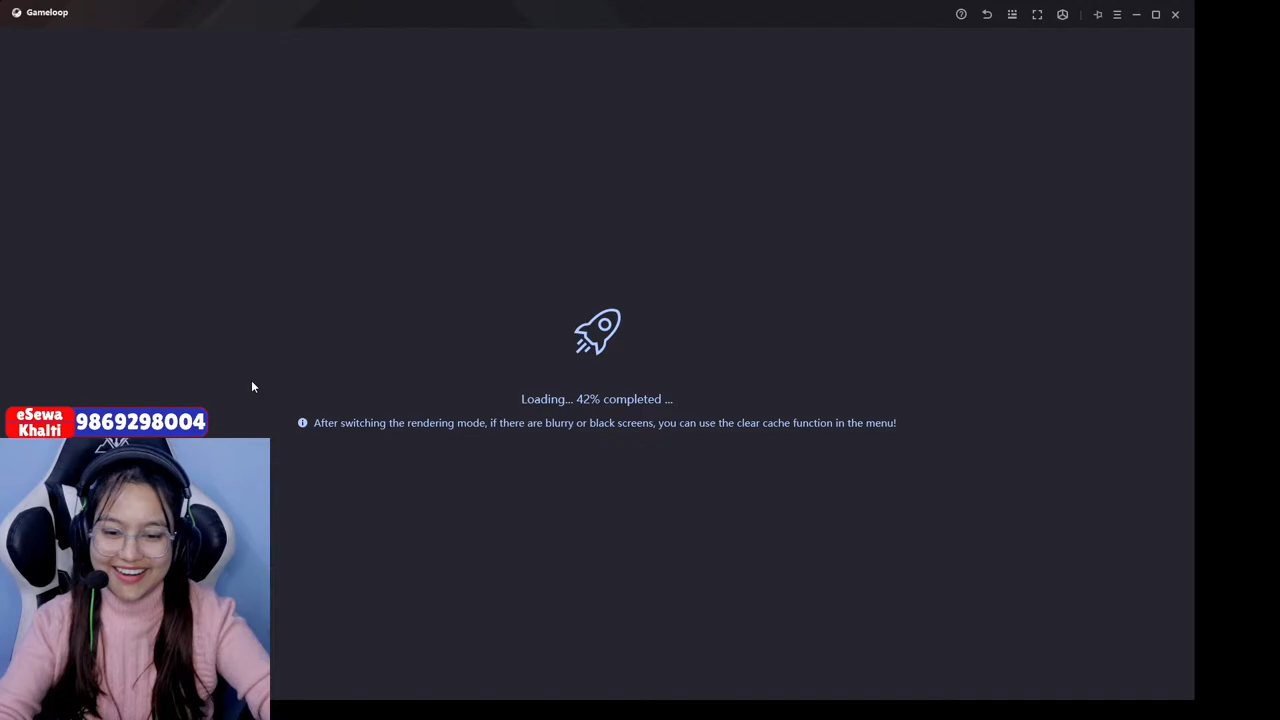 Gameloop
Loading... 42% completed ...
After switching the rendering mode, if there are blurry or black screens, you can use the clear cache function in the menu!
eSewa
Khalti
9869298004